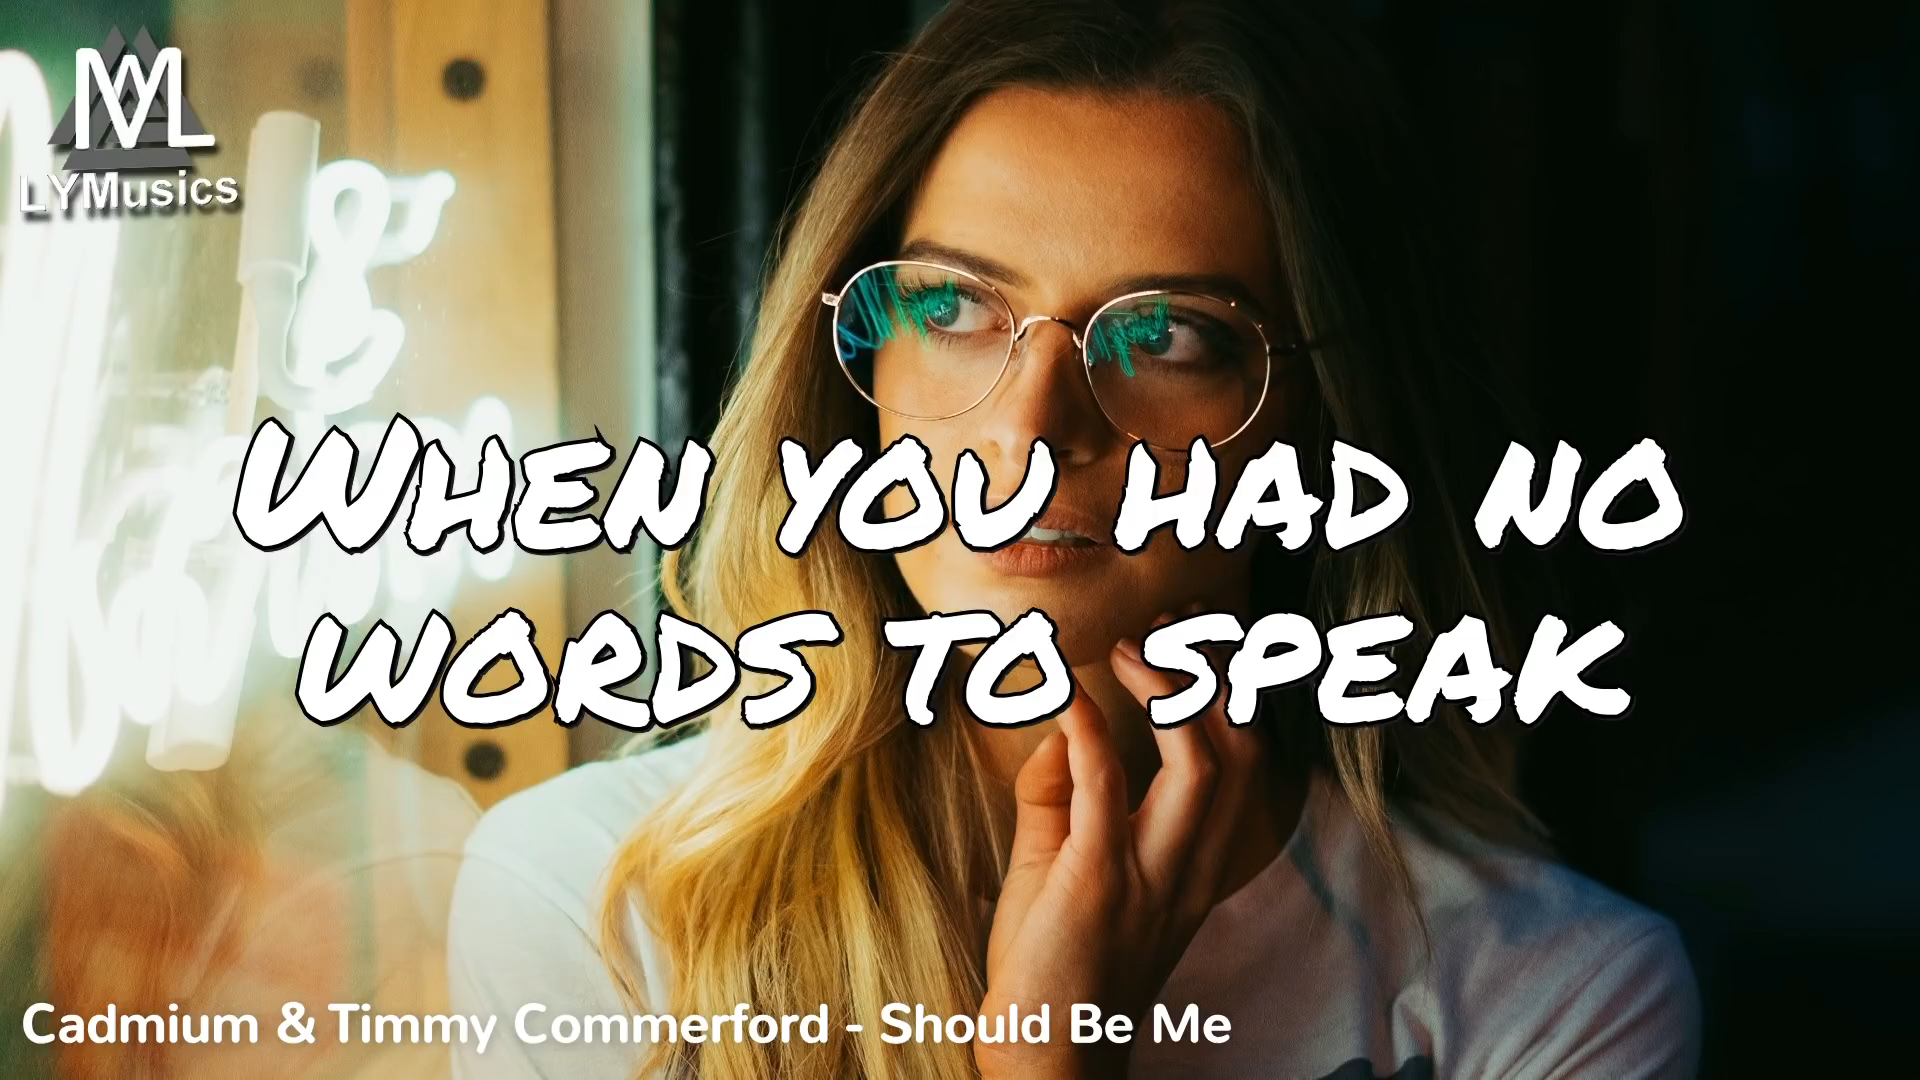 LYMusics
When you had no
words to speak
Cadmium & Timmy Commerford - Should Be Me